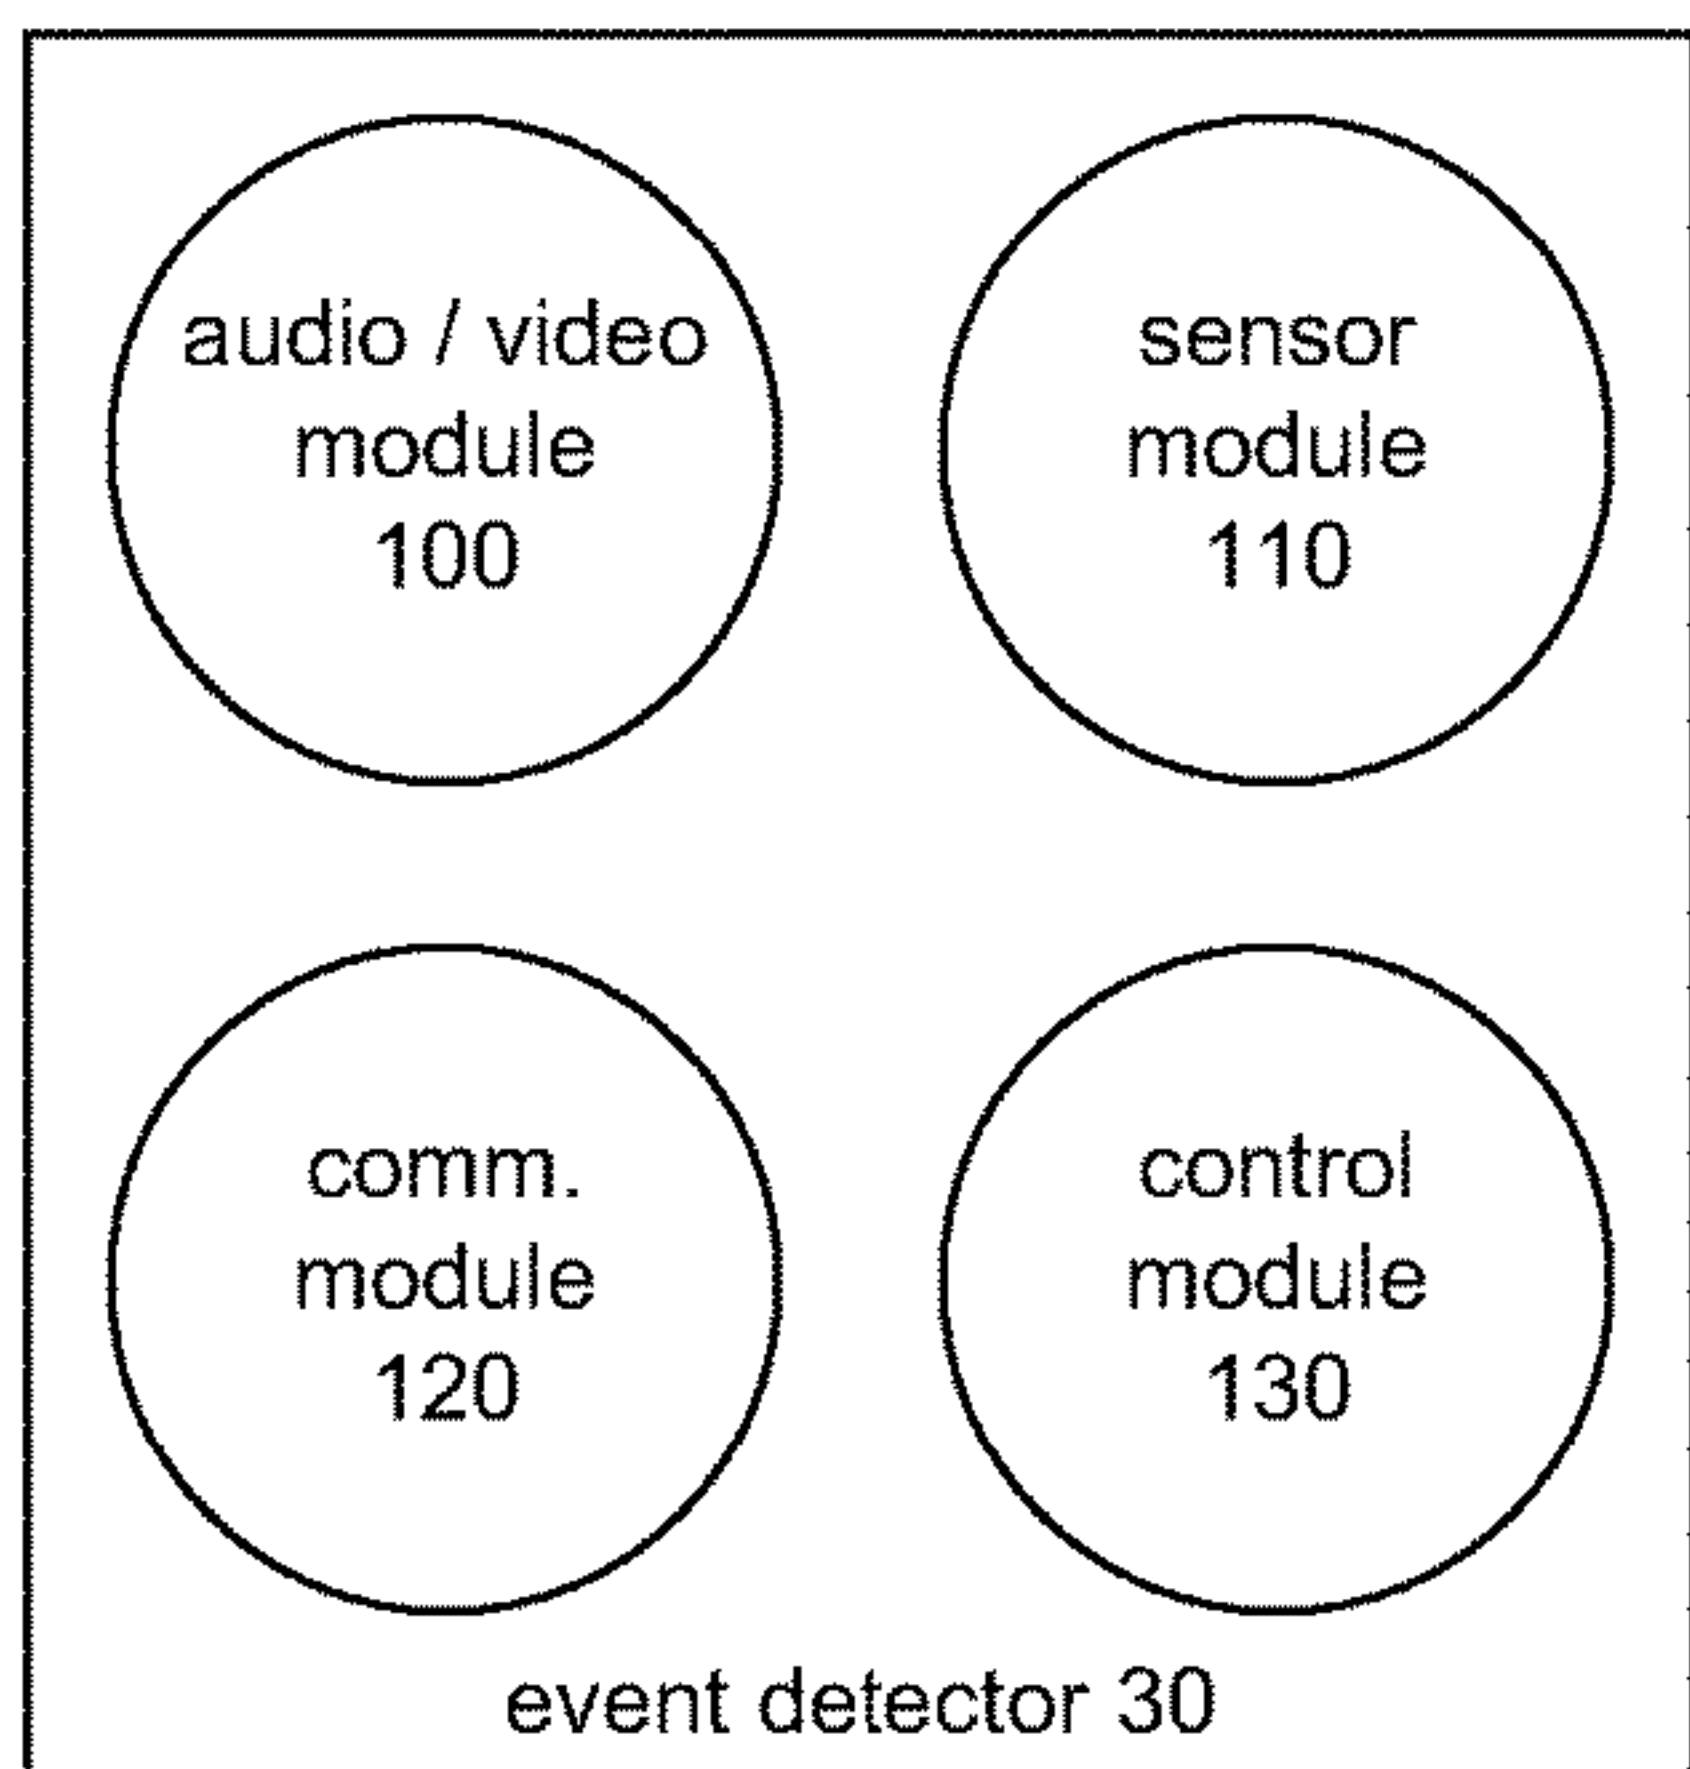 audio / video
module
100
sensor
module
110
comm.
module
120
control
module
130
event detector 30